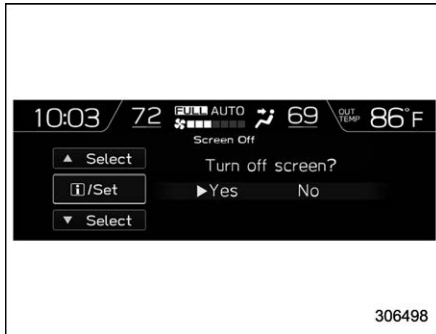 10:03 72 FULL AUTO 69 OUT TEMP 86°F
Screen Off
▲ Select
Turn off screen?
i/Set
▶Yes No
▼ Select
306498